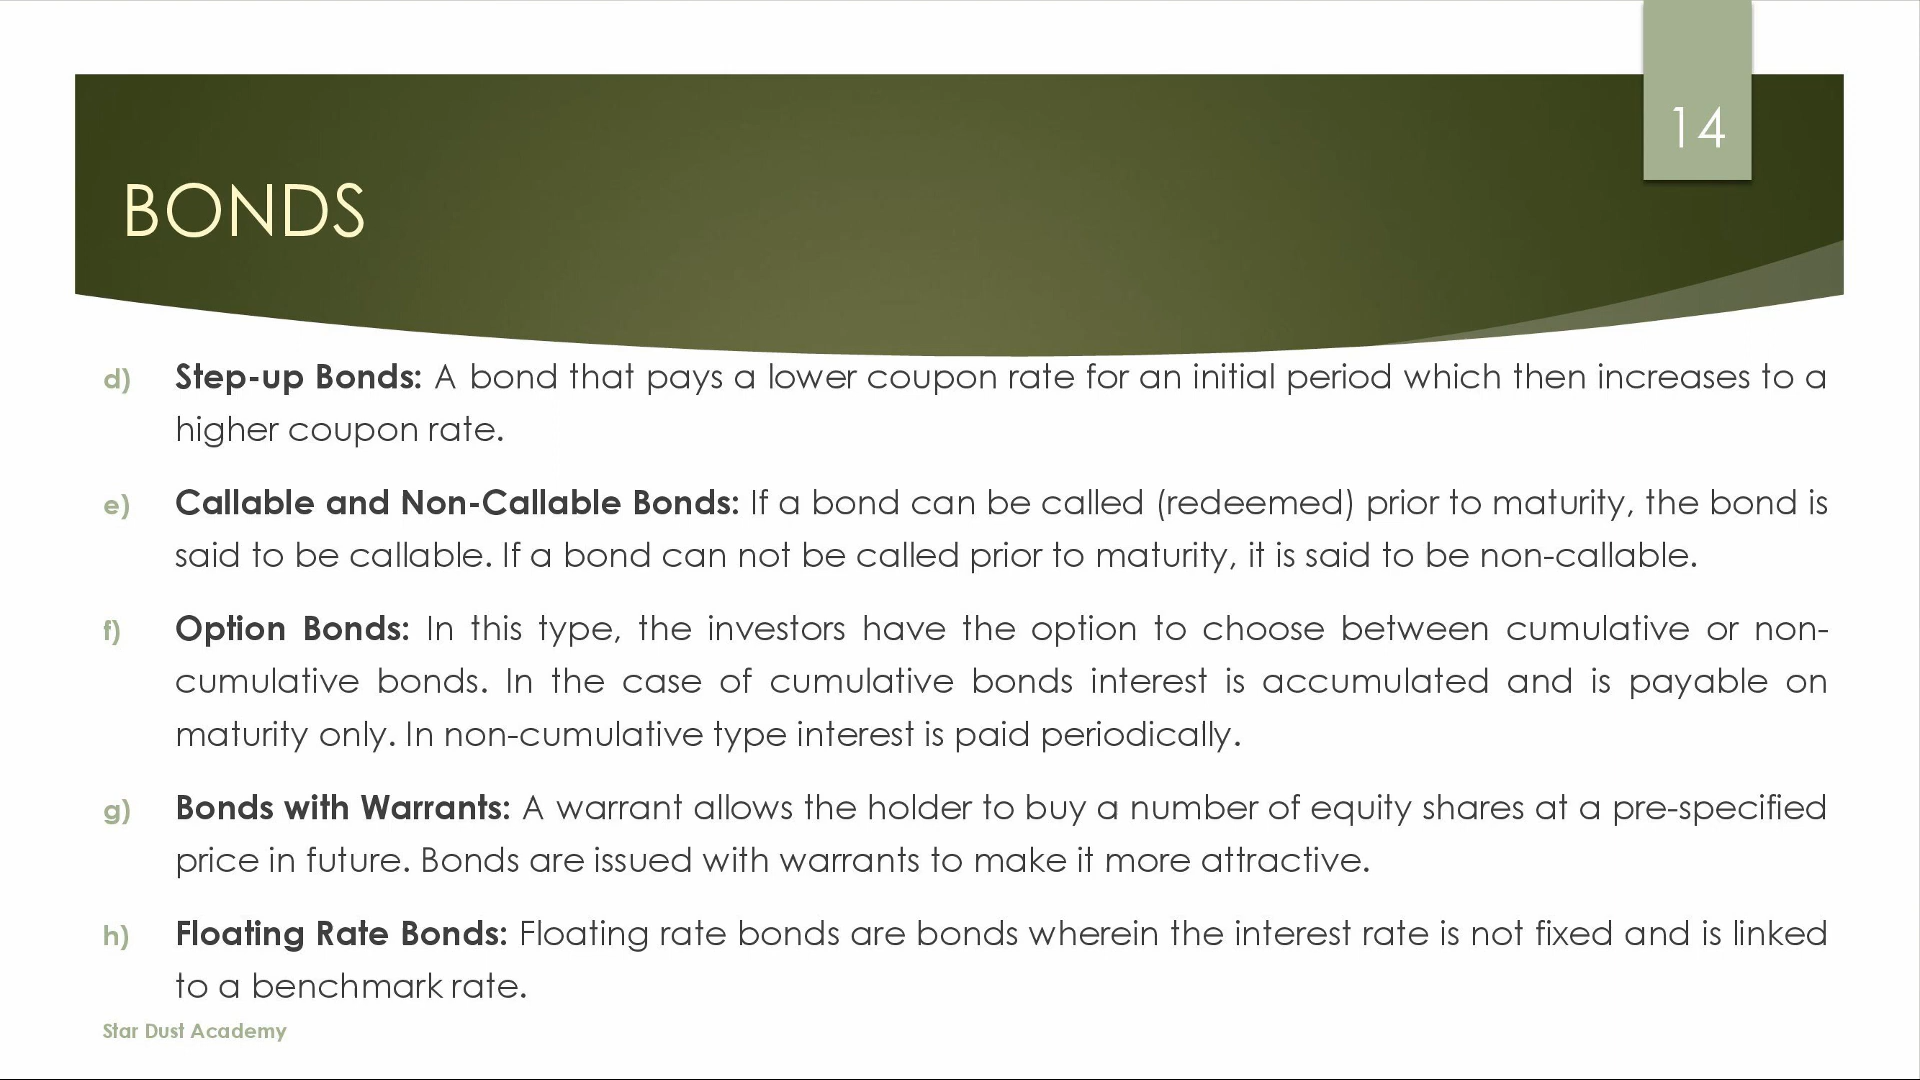 14
BONDS
d) Step-up Bonds: A bond that pays a lower coupon rate for an initial period which then increases to a
higher coupon rate.
e) Callable and Non-Callable Bonds: If a bond can be called (redeemed) prior to maturity, the bond is
said to be callable. If a bond can not be called prior to maturity, it is said to be non-callable.
f) Option Bonds: In this type, the investors have the option to choose between cumulative or non-
cumulative bonds. In the case of cumulative bonds interest is accumulated and is payable on
maturity only. In non-cumulative type interest is paid periodically.
g) Bonds with Warrants: A warrant allows the holder to buy a number of equity shares at a pre-specified
price in future. Bonds are issued with warrants to make it more attractive.
h) Floating Rate Bonds: Floating rate bonds are bonds wherein the interest rate is not fixed and is linked
to a benchmark rate.
Star Dust Academy